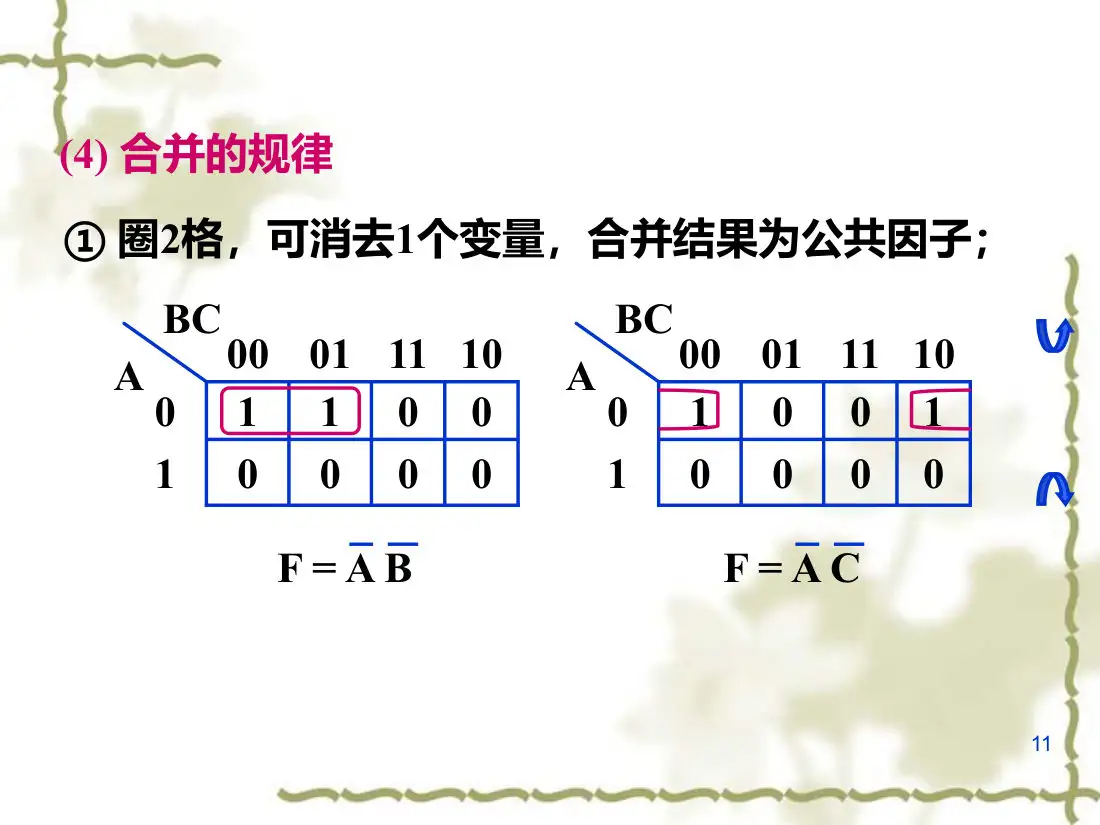 (4) 合并的规律
① 圈2格，可消去1个变量，合并结果为公共因子；
BC
00 01 11 10
A
0 1 1 0 0
1 0 0 0 0
F = A̅ B̅
BC
00 01 11 10
A
0 1 0 0 1
1 0 0 0 0
F = A̅ C̅
11